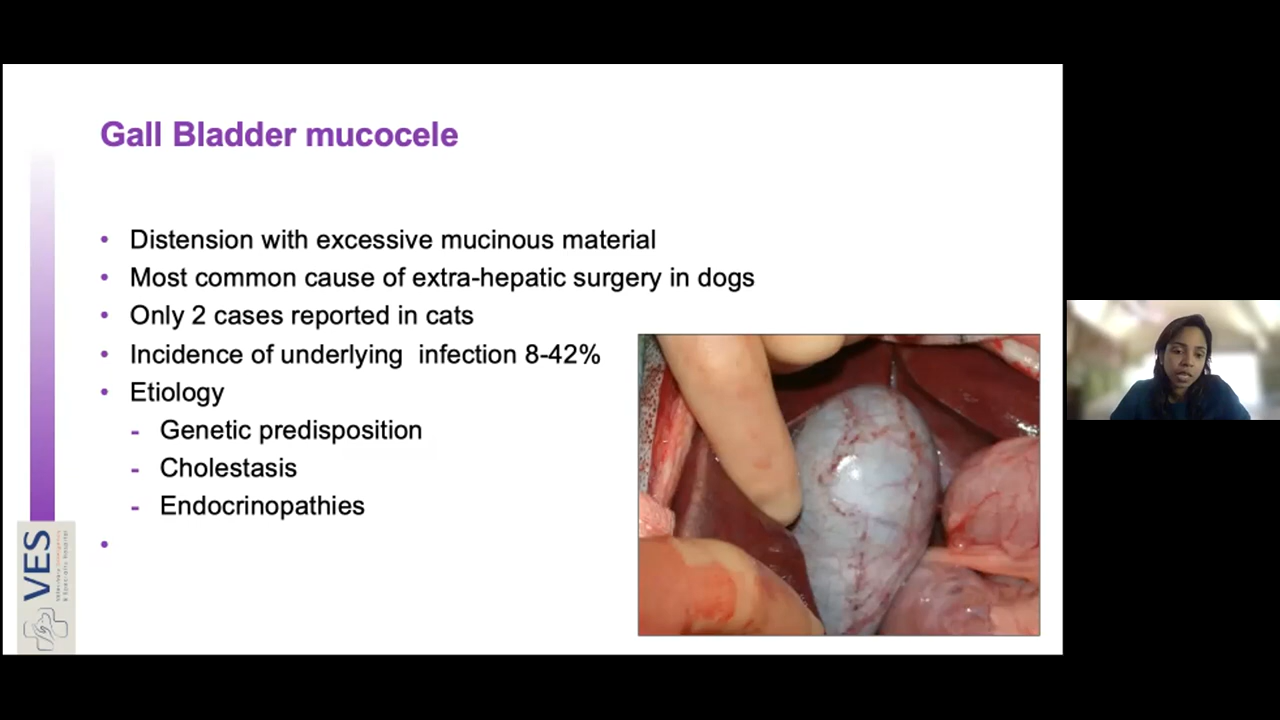 Gall Bladder mucocele
• Distension with excessive mucinous material
• Most common cause of extra-hepatic surgery in dogs
• Only 2 cases reported in cats
• Incidence of underlying infection 8-42%
• Etiology
- Genetic predisposition
- Cholestasis
- Endocrinopathies
•
VES